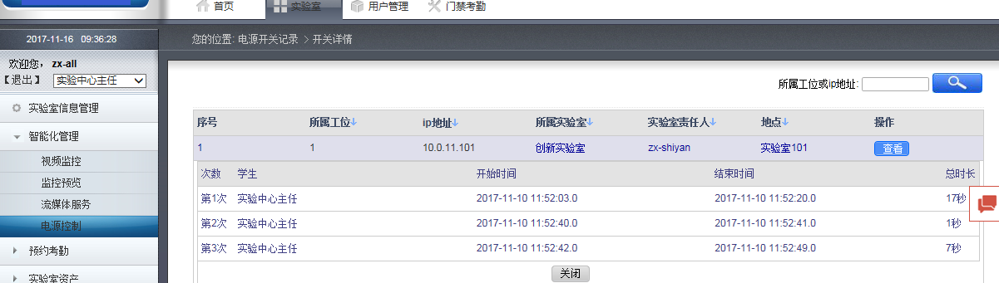 首页 实验室 用户管理 门禁考勤
2017-11-16 09:36:28
您的位置: 电源开关记录 > 开关详情
欢迎您， zx-all
【退出】 实验中心主任
所属工位或ip地址:
实验室信息管理
智能化管理
视频监控
监控预览
流媒体服务
电源控制
预约考勤
实验室资产
序号 所属工位↓ ip地址↓ 所属实验室↓ 实验室责任人↓ 地点↓ 操作
1 1 10.0.11.101 创新实验室 zx-shiyan 实验室101 查看
次数 学生 开始时间 结束时间 总时长
第1次 实验中心主任 2017-11-10 11:52:03.0 2017-11-10 11:52:20.0 17秒
第2次 实验中心主任 2017-11-10 11:52:40.0 2017-11-10 11:52:41.0 1秒
第3次 实验中心主任 2017-11-10 11:52:42.0 2017-11-10 11:52:49.0 7秒
关闭